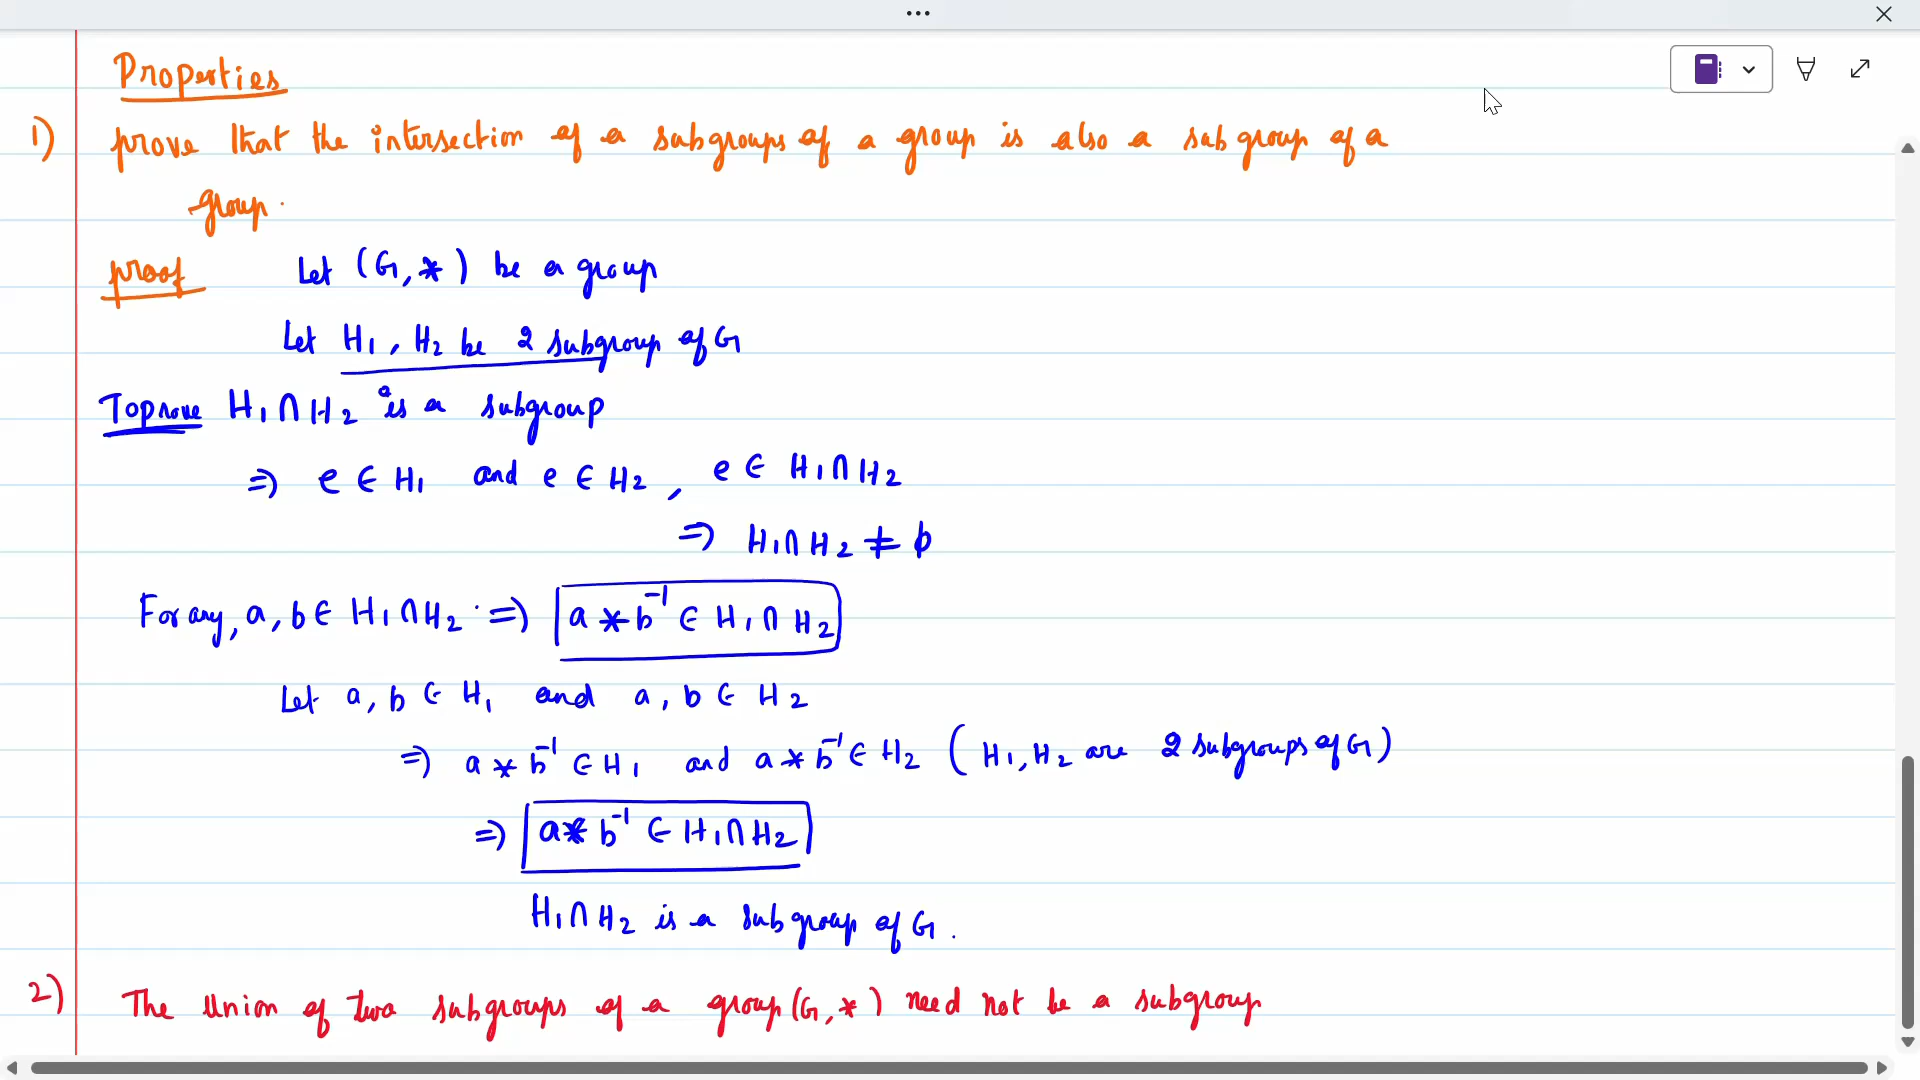 Properties
1) prove that the intersection of a subgroups of a group is also a subgroup of a
group.
proof Let (G, *) be a group
Let H₁, H₂ be 2 subgroup of G
To prove H₁∩H₂ is a subgroup
⇒ e ∈ H₁ and e ∈ H₂, e ∈ H₁∩H₂
⇒ H₁∩H₂ ≠ ϕ
For any, a, b ∈ H₁∩H₂ ⇒ a * b⁻¹ ∈ H₁∩H₂
Let a, b ∈ H₁ and a, b ∈ H₂
⇒ a * b⁻¹ ∈ H₁ and a * b⁻¹ ∈ H₂ (H₁, H₂ are 2 subgroups of G)
⇒ a * b⁻¹ ∈ H₁∩H₂
H₁∩H₂ is a subgroup of G.
2) The union of two subgroups of a group (G, *) need not be a subgroup